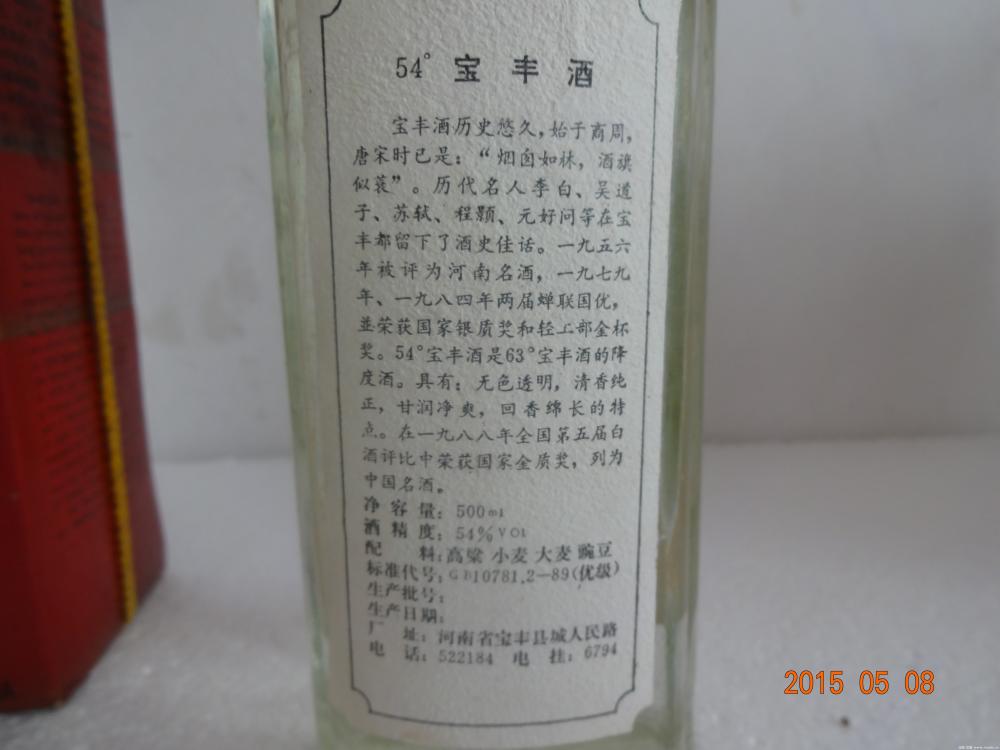 54°宝丰酒
宝丰酒历史悠久，始于商周，
唐宋时已是：“烟囱如林，酒旗
似蓑”。历代名人李白、吴道
子、苏轼、程颢、元好问等在宝
丰都留下了酒史佳话。一九五六
年被评为河南名酒，一九七九
年、一九八四年两届蝉联国优，
並荣获国家银质奖和轻工部金杯
奖。54°宝丰酒是63°宝丰酒的降
度酒。具有：无色透明，清香纯
正，甘润净爽，回香绵长的特
点。在一九八八年全国第五届白
酒评比中荣获国家金质奖，列为
中国名酒。
净容量：500ml
酒精度：54%VOl
配料：高粱 小麦 大麦 豌豆
标准代号：GB10781.2—89(优级)
生产批号：
生产日期：
厂址：河南省宝丰县城人民路
电话：522184 电挂：6794
2015 05 08